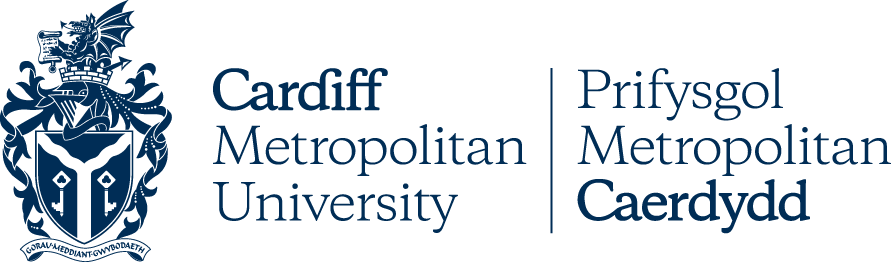 Cardiff
Metropolitan
University
Prifysgol
Metropolitan
Caerdydd
GORAU·MEDDIANT·GWYBODAETH